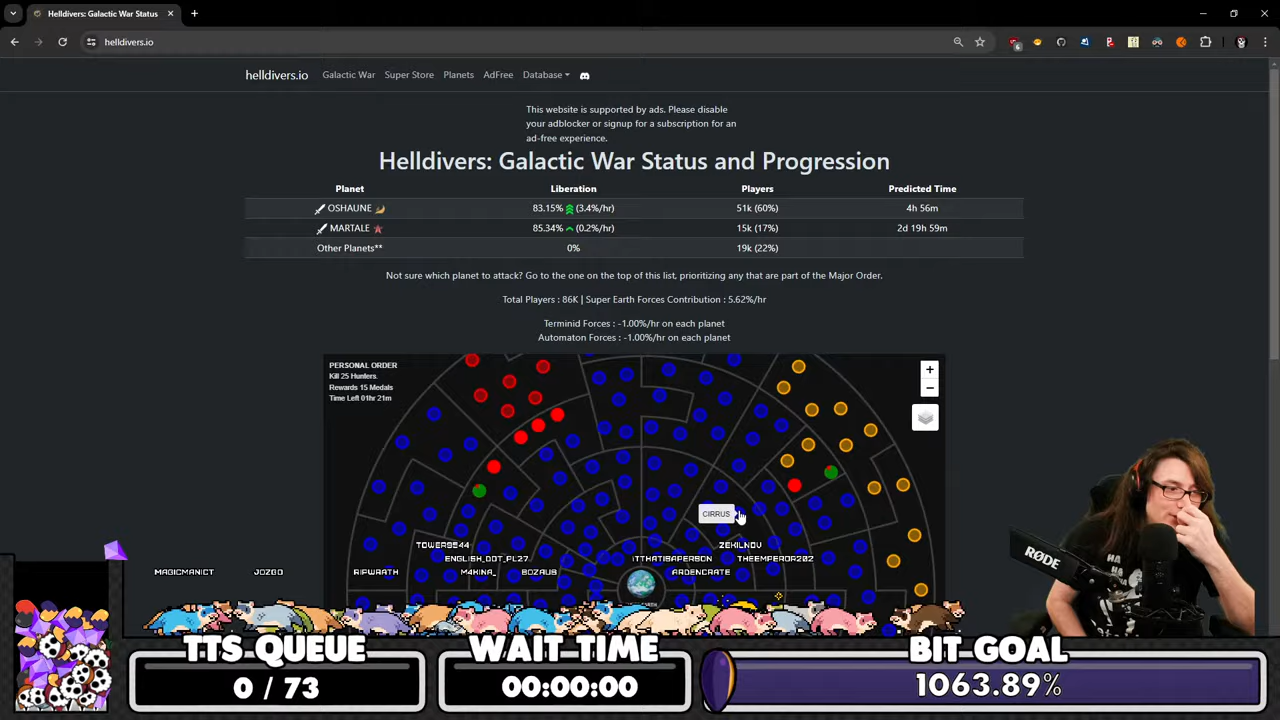 Helldivers: Galactic War Status
helldivers.io
6
helldivers.io Galactic War Super Store Planets AdFree Database
This website is supported by ads. Please disable
your adblocker or signup for a subscription for an
ad-free experience.
Helldivers: Galactic War Status and Progression
Planet Liberation Players Predicted Time
OSHAUNE 83.15% (3.4%/hr) 51k (60%) 4h 56m
MARTALE 85.34% (0.2%/hr) 15k (17%) 2d 19h 59m
Other Planets** 0% 19k (22%)
Not sure which planet to attack? Go to the one on the top of this list, prioritizing any that are part of the Major Order.
Total Players : 86K | Super Earth Forces Contribution : 5.62%/hr
Terminid Forces : -1.00%/hr on each planet
Automaton Forces : -1.00%/hr on each planet
PERSONAL ORDER
Kill 25 Hunters.
Rewards 15 Medals
Time Left 01hr 21m
+
−
CIRRUS
TOWER9544 ZEKILNOV
ENGLISH_DOT_PL27 ITTHATISAPERSON THEEMPEROR202
MAGICMANICT JOZGO RIPWRATH M4KINA_ BOZAUB ARDENCRATE
RØDE
TTS QUEUE
0 / 73
WAIT TIME
00:00:00
BIT GOAL
1063.89%